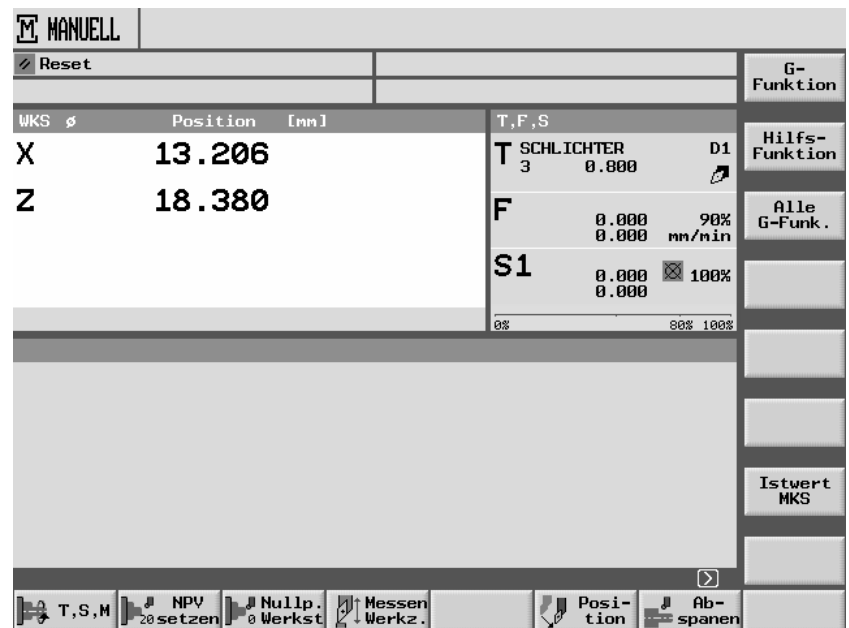 M MANUELL
Reset
WKS ø Position [mm]
X 13.206
Z 18.380
T,F,S
T SCHLICHTER D1
3 0.800
F 0.000 90%
0.000 mm/min
S1 0.000 100%
0.000
0% 80% 100%
G-
Funktion
Hilfs-
Funktion
Alle
G-Funk.
Istwert
MKS
T,S,M
NPV
20 setzen
Nullp.
0 Werkst
Messen
Werkz.
Posi-
tion
Ab-
spanen